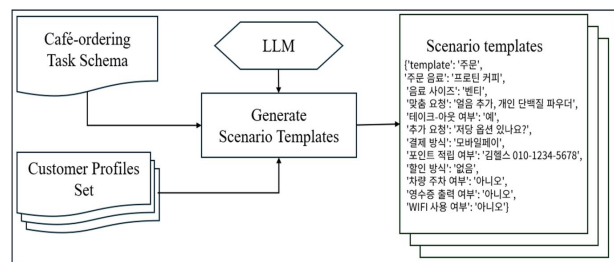 Café-ordering
Task Schema
LLM
Generate
Scenario Templates
Customer Profiles
Set
Scenario templates
{'template': '주문',
'주문 음료': '프로틴 커피',
'음료 사이즈': '벤티',
'맞춤 요청': '얼음 추가, 개인 단백질 파우더',
'테이크-아웃 여부': '예',
'추가 요청': '저당 옵션 있나요?',
'결제 방식': '모바일페이',
'포인트 적립 여부': '김헬스 010-1234-5678',
'할인 방식': '없음',
'차량 주차 여부': '아니오',
'영수증 출력 여부': '아니오',
'WIFI 사용 여부': '아니오'}